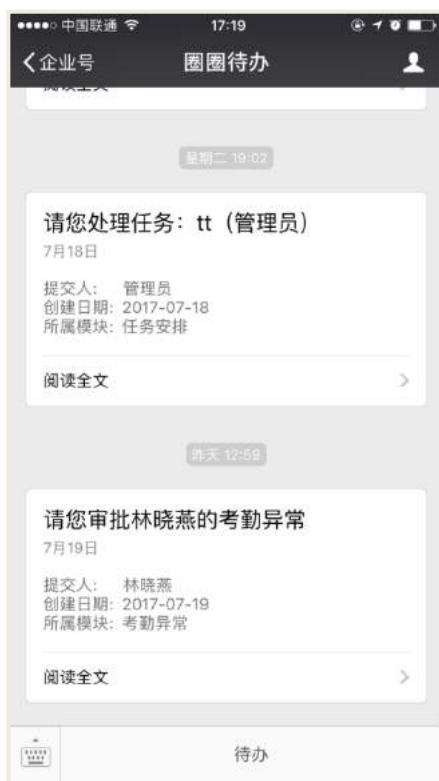 中国联通
17:19
企业号
圈圈待办
星期二 19:02
请您处理任务：tt（管理员）
7月18日
提交人： 管理员
创建日期: 2017-07-18
所属模块: 任务安排
阅读全文
昨天 12:59
请您审批林晓燕的考勤异常
7月19日
提交人： 林晓燕
创建日期: 2017-07-19
所属模块: 考勤异常
阅读全文
待办